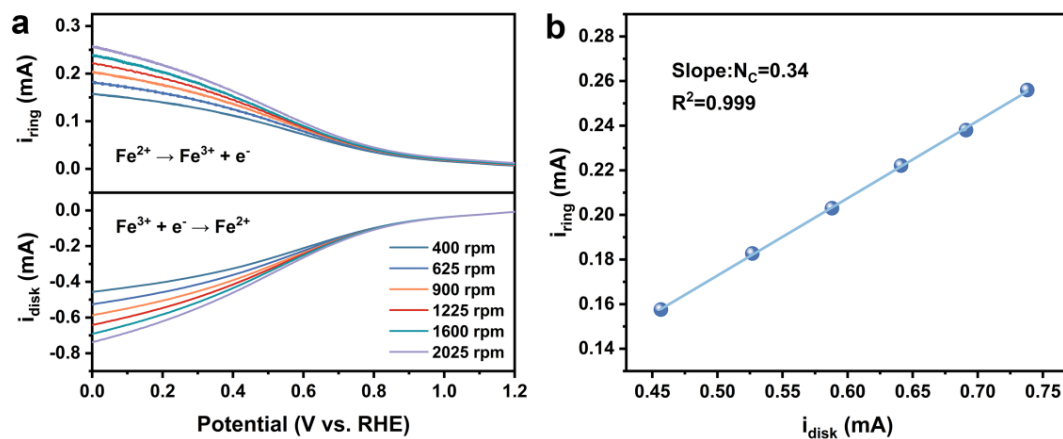 a
0.3
0.2
0.1
0.0
i_ring (mA)
Fe²⁺ → Fe³⁺ + e⁻
0.0
-0.2
-0.4
-0.6
-0.8
i_disk (mA)
Fe³⁺ + e⁻ → Fe²⁺
400 rpm
625 rpm
900 rpm
1225 rpm
1600 rpm
2025 rpm
0.0 0.2 0.4 0.6 0.8 1.0 1.2
Potential (V vs. RHE)
b
0.28
0.26
0.24
0.22
0.20
0.18
0.16
0.14
i_ring (mA)
Slope:N_C=0.34
R²=0.999
0.45 0.50 0.55 0.60 0.65 0.70 0.75
i_disk (mA)